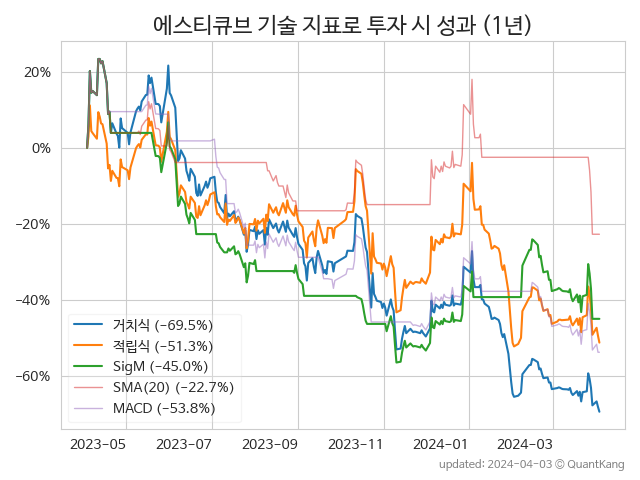 에스티큐브 기술 지표로 투자 시 성과 (1년)
20%
0%
−20%
−40%
−60%
거치식 (−69.5%)
적립식 (−51.3%)
SigM (−45.0%)
SMA(20) (−22.7%)
MACD (−53.8%)
2023-05
2023-07
2023-09
2023-11
2024-01
2024-03
updated: 2024-04-03 © QuantKang